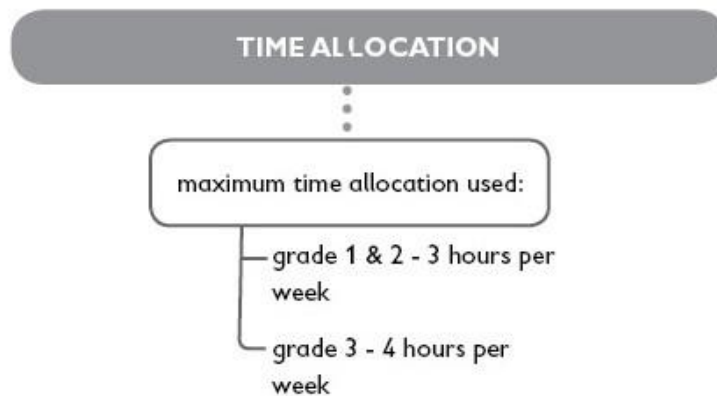 TIME ALLOCATION
maximum time allocation used:
grade 1 & 2 - 3 hours per
week
grade 3 - 4 hours per
week